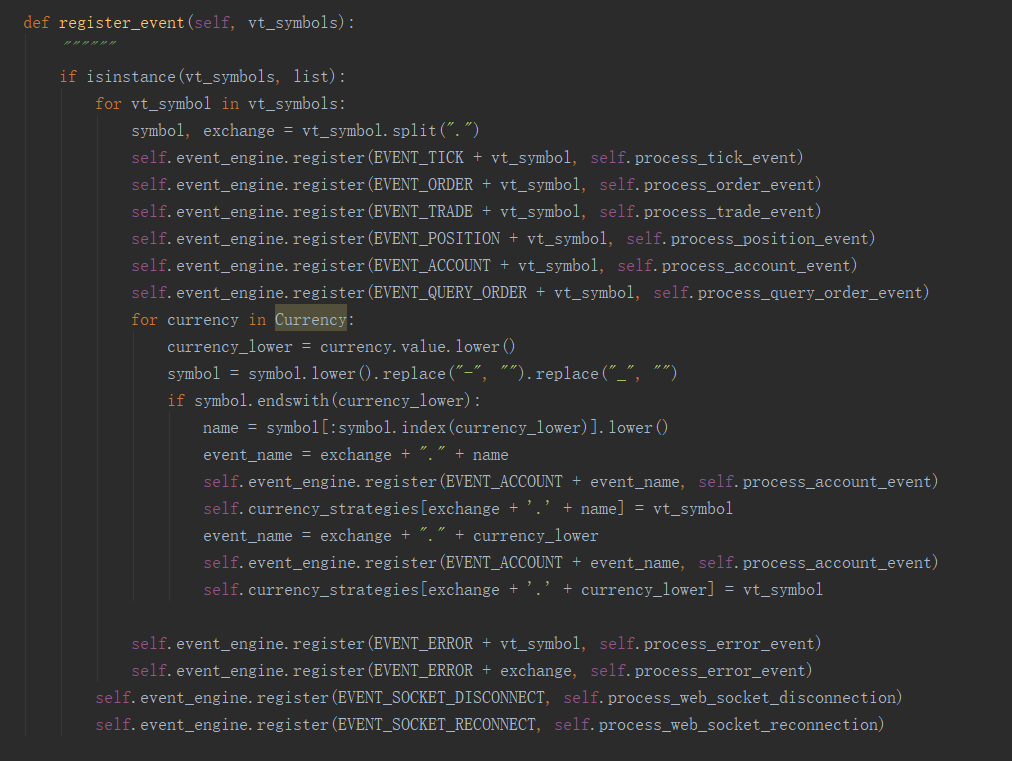 def register_event(self, vt_symbols):
    """"""
    if isinstance(vt_symbols, list):
        for vt_symbol in vt_symbols:
            symbol, exchange = vt_symbol.split(".")
            self.event_engine.register(EVENT_TICK + vt_symbol, self.process_tick_event)
            self.event_engine.register(EVENT_ORDER + vt_symbol, self.process_order_event)
            self.event_engine.register(EVENT_TRADE + vt_symbol, self.process_trade_event)
            self.event_engine.register(EVENT_POSITION + vt_symbol, self.process_position_event)
            self.event_engine.register(EVENT_ACCOUNT + vt_symbol, self.process_account_event)
            self.event_engine.register(EVENT_QUERY_ORDER + vt_symbol, self.process_query_order_event)
            for currency in Currency:
                currency_lower = currency.value.lower()
                symbol = symbol.lower().replace("-", "").replace("_", "")
                if symbol.endswith(currency_lower):
                    name = symbol[:symbol.index(currency_lower)].lower()
                    event_name = exchange + "." + name
                    self.event_engine.register(EVENT_ACCOUNT + event_name, self.process_account_event)
                    self.currency_strategies[exchange + '.' + name] = vt_symbol
                    event_name = exchange + "." + currency_lower
                    self.event_engine.register(EVENT_ACCOUNT + event_name, self.process_account_event)
                    self.currency_strategies[exchange + '.' + currency_lower] = vt_symbol
            self.event_engine.register(EVENT_ERROR + vt_symbol, self.process_error_event)
            self.event_engine.register(EVENT_ERROR + exchange, self.process_error_event)
        self.event_engine.register(EVENT_SOCKET_DISCONNECT, self.process_web_socket_disconnection)
        self.event_engine.register(EVENT_SOCKET_RECONNECT, self.process_web_socket_reconnection)